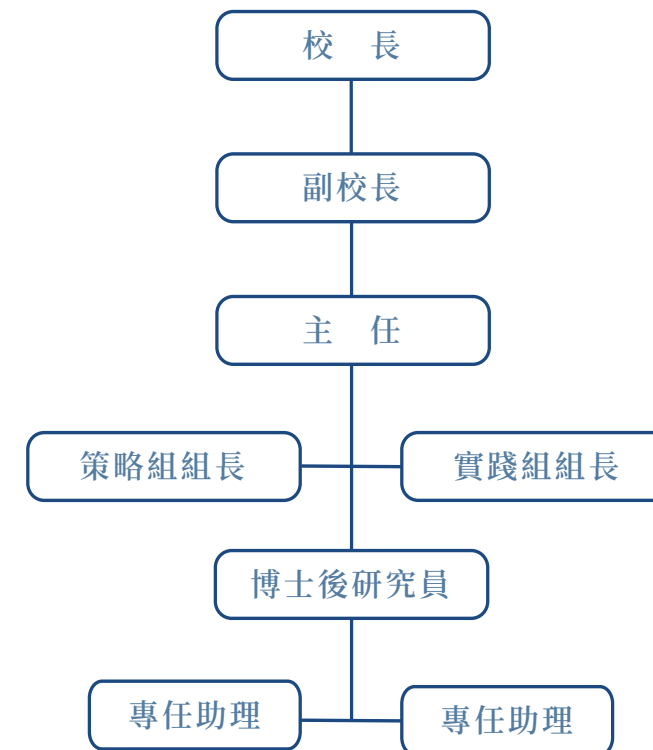 校　長
副校長
主　任
策略組組長
實踐組組長
博士後研究員
專任助理
專任助理